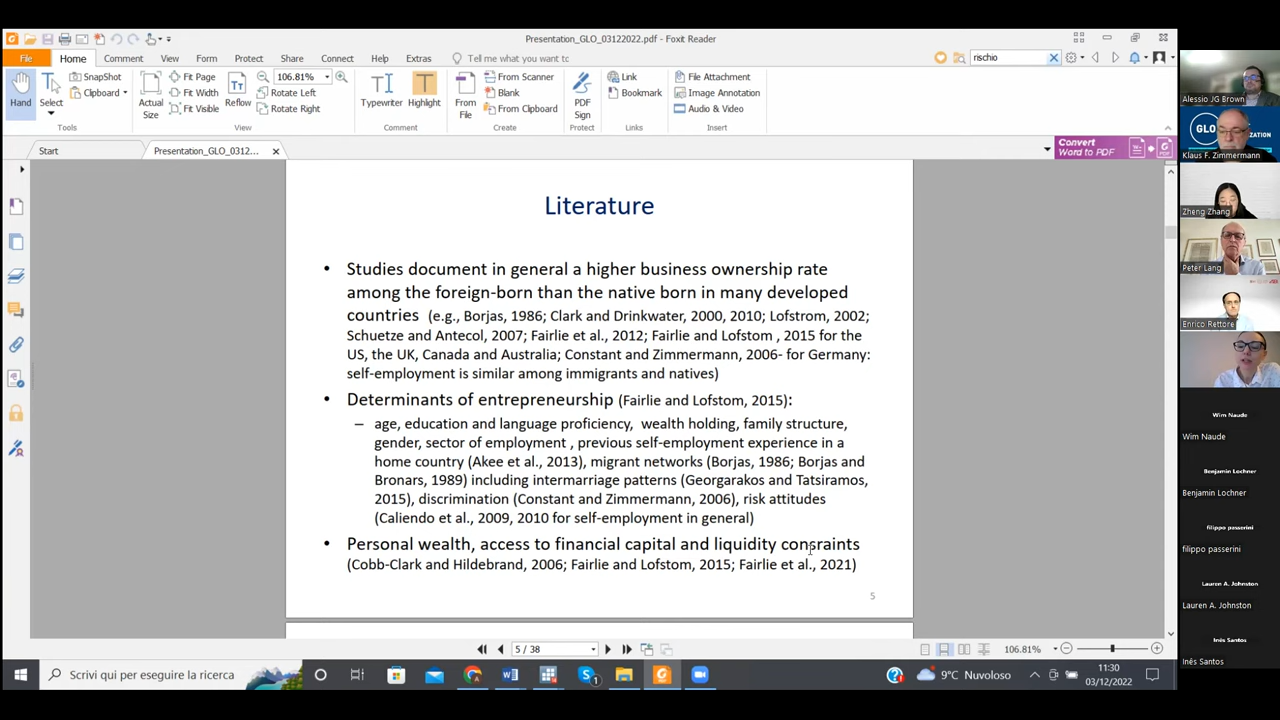 Presentation_GLO_03122022.pdf - Foxit Reader
File Home Comment View Form Protect Share Connect Help Extras Tell me what you want to
rischio
Hand
Select
SnapShot
Clipboard
Tools
Actual Size
Fit Page
Fit Width
Fit Visible
Reflow
106.81%
Rotate Left
Rotate Right
View
Typewriter
Highlight
Comment
From File
From Scanner
Blank
From Clipboard
Create
PDF Sign
Protect
Link
Bookmark
Links
File Attachment
Image Annotation
Audio & Video
Insert
Start
Presentation_GLO_0312...
Convert
Word to PDF
Literature
• Studies document in general a higher business ownership rate
among the foreign-born than the native born in many developed
countries (e.g., Borjas, 1986; Clark and Drinkwater, 2000, 2010; Lofstrom, 2002;
Schuetze and Antecol, 2007; Fairlie et al., 2012; Fairlie and Lofstom , 2015 for the
US, the UK, Canada and Australia; Constant and Zimmermann, 2006- for Germany:
self-employment is similar among immigrants and natives)
• Determinants of entrepreneurship (Fairlie and Lofstom, 2015):
– age, education and language proficiency, wealth holding, family structure,
gender, sector of employment , previous self-employment experience in a
home country (Akee et al., 2013), migrant networks (Borjas, 1986; Borjas and
Bronars, 1989) including intermarriage patterns (Georgarakos and Tatsiramos,
2015), discrimination (Constant and Zimmermann, 2006), risk attitudes
(Caliendo et al., 2009, 2010 for self-employment in general)
• Personal wealth, access to financial capital and liquidity consraints
(Cobb-Clark and Hildebrand, 2006; Fairlie and Lofstom, 2015; Fairlie et al., 2021)
5
5 / 38
106.81%
Scrivi qui per eseguire la ricerca
1
9°C Nuvoloso
11:30
03/12/2022
Alessio JG Brown
GLO
Klaus F. Zimmermann
Zheng Zhang
Peter Lang
Enrico Rettore
Wim Naude
Wim Naude
Benjamin Lochner
Benjamin Lochner
filippo passerini
filippo passerini
Lauren A. Johnston
Lauren A. Johnston
Inês Santos
Inês Santos